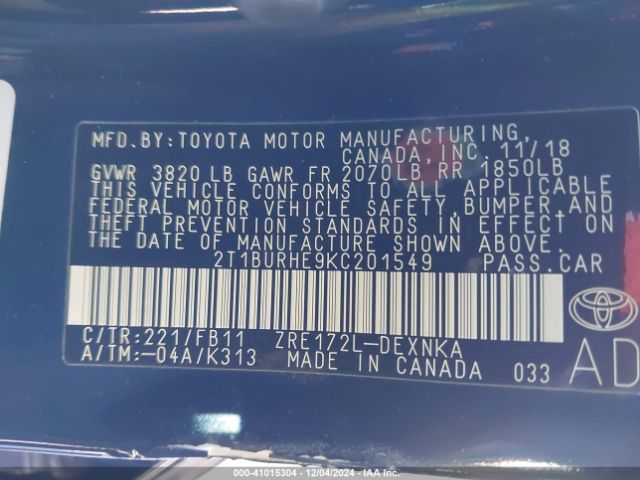 MFD.BY:TOYOTA MOTOR MANUFACTURING,
CANADA, INC. 11/18
GVWR 3820 LB GAWR FR 2070LB RR 1850LB
THIS VEHICLE CONFORMS TO ALL APPLICABLE
FEDERAL MOTOR VEHICLE SAFETY, BUMPER, AND
THEFT PREVENTION STANDARDS IN EFFECT ON
THE DATE OF MANUFACTURE SHOWN ABOVE.
2T1BURHE9KC201549 PASS.CAR
C/TR:221/FB11 ZRE172L-DEXNKA
A/TM:-04A/K313 MADE IN CANADA 033
AD
000-41015304 | 12/04/2024 | IAA Inc.